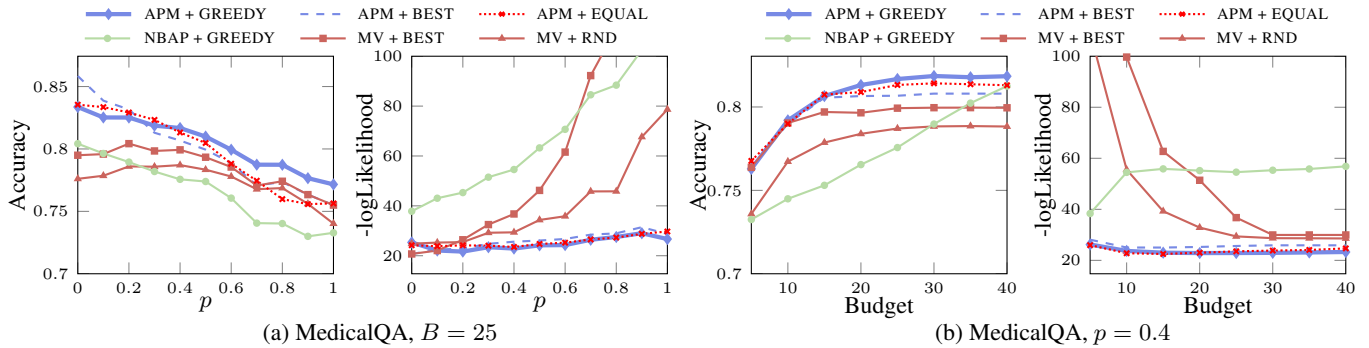 APM + GREEDY APM + BEST APM + EQUAL
NBAP + GREEDY MV + BEST MV + RND
Accuracy
0.85
0.8
0.75
0.7
0 0.2 0.4 0.6 0.8 1
p
-logLikelihood
100
80
60
40
20
0 0.2 0.4 0.6 0.8 1
p
(a) MedicalQA, B = 25
APM + GREEDY APM + BEST APM + EQUAL
NBAP + GREEDY MV + BEST MV + RND
Accuracy
0.8
0.75
0.7
10 20 30 40
Budget
-logLikelihood
100
80
60
40
20
10 20 30 40
Budget
(b) MedicalQA, p = 0.4